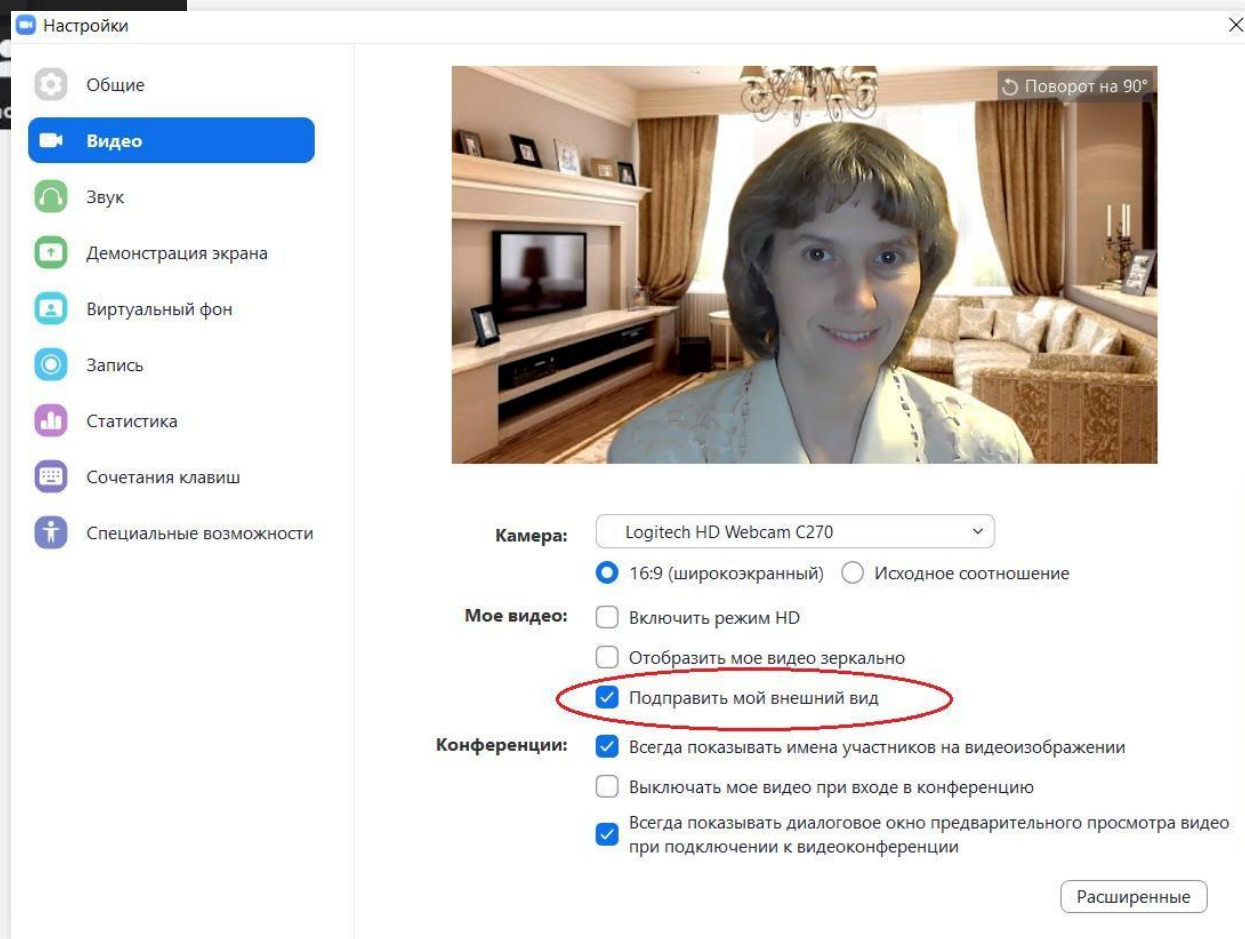 Настройки
Общие
Видео
Звук
Демонстрация экрана
Виртуальный фон
Запись
Статистика
Сочетания клавиш
Специальные возможности
Поворот на 90°
Камера:
Logitech HD Webcam C270
16:9 (широкоэкранный) Исходное соотношение
Мое видео:
Включить режим HD
Отобразить мое видео зеркально
Подправить мой внешний вид
Конференции:
Всегда показывать имена участников на видеоизображении
Выключать мое видео при входе в конференцию
Всегда показывать диалоговое окно предварительного просмотра видео
при подключении к видеоконференции
Расширенные